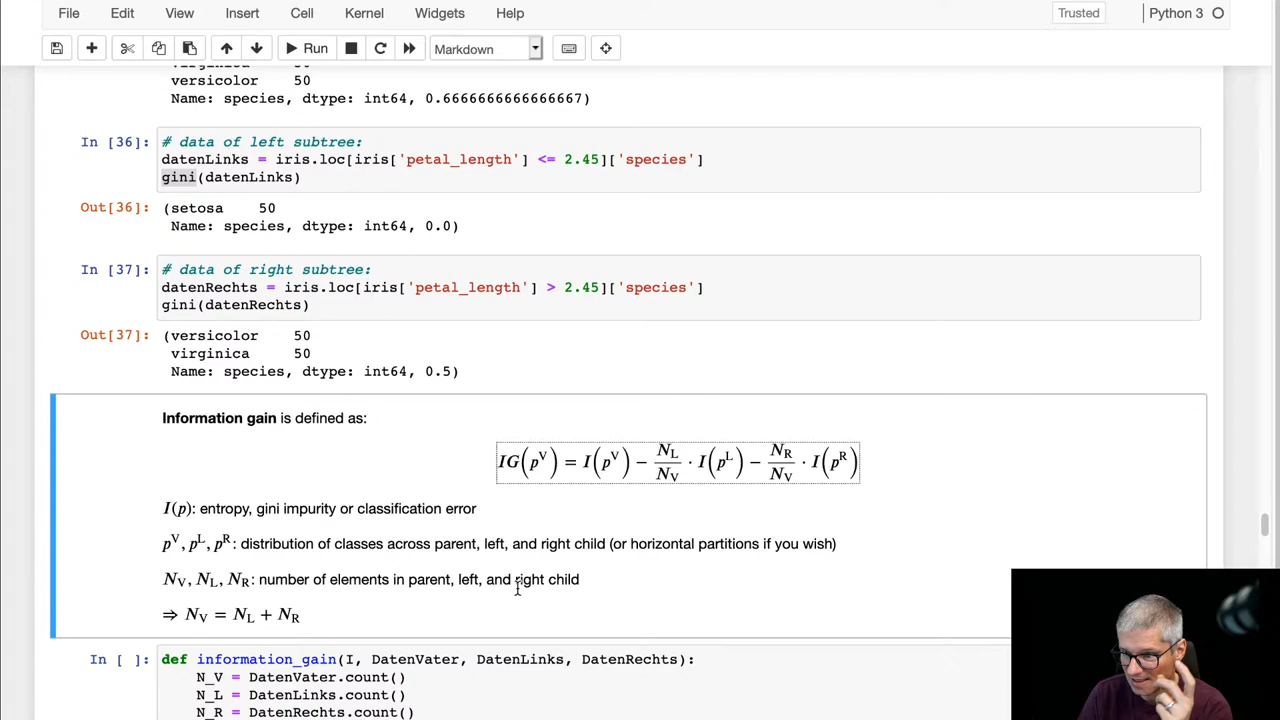 File Edit View Insert Cell Kernel Widgets Help Trusted Python 3
Run Markdown
versicolor 50
Name: species, dtype: int64, 0.6666666666666667)
In [36]: # data of left subtree:
datenLinks = iris.loc[iris['petal_length'] <= 2.45]['species']
gini(datenLinks)
Out[36]: (setosa 50
Name: species, dtype: int64, 0.0)
In [37]: # data of right subtree:
datenRechts = iris.loc[iris['petal_length'] > 2.45]['species']
gini(datenRechts)
Out[37]: (versicolor 50
virginica 50
Name: species, dtype: int64, 0.5)
Information gain is defined as:
IG(p^V) = I(p^V) − N_L/N_V · I(p^L) − N_R/N_V · I(p^R)
I(p): entropy, gini impurity or classification error
p^V, p^L, p^R: distribution of classes across parent, left, and right child (or horizontal partitions if you wish)
N_V, N_L, N_R: number of elements in parent, left, and right child
⇒ N_V = N_L + N_R
In [ ]: def information_gain(I, DatenVater, DatenLinks, DatenRechts):
N_V = DatenVater.count()
N_L = DatenLinks.count()
N_R = DatenRechts.count()